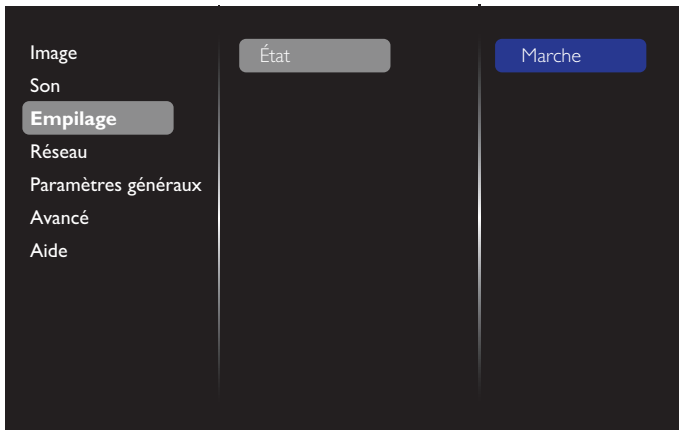 Image
Son
Empilage
Réseau
Paramètres généraux
Avancé
Aide
État
Marche